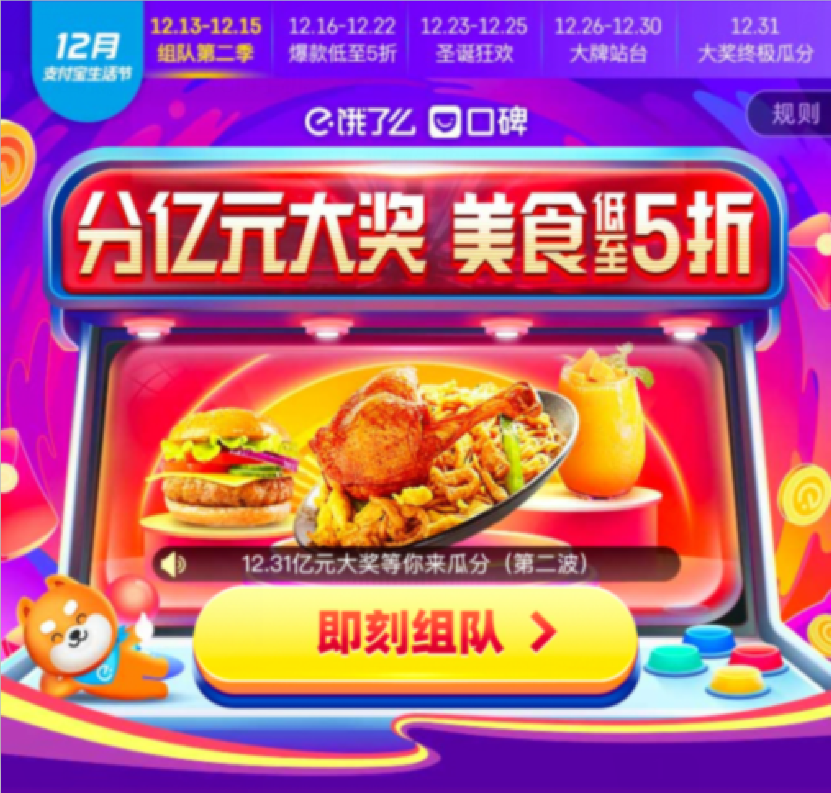 12月
支付宝生活节
12.13-12.15
组队第二季
12.16-12.22
爆款低至5折
12.23-12.25
圣诞狂欢
12.26-12.30
大牌站台
12.31
大奖终极瓜分
饿了么 口碑
规则
分亿元大奖 美食低至5折
12.31亿元大奖等你来瓜分（第二波）
即刻组队